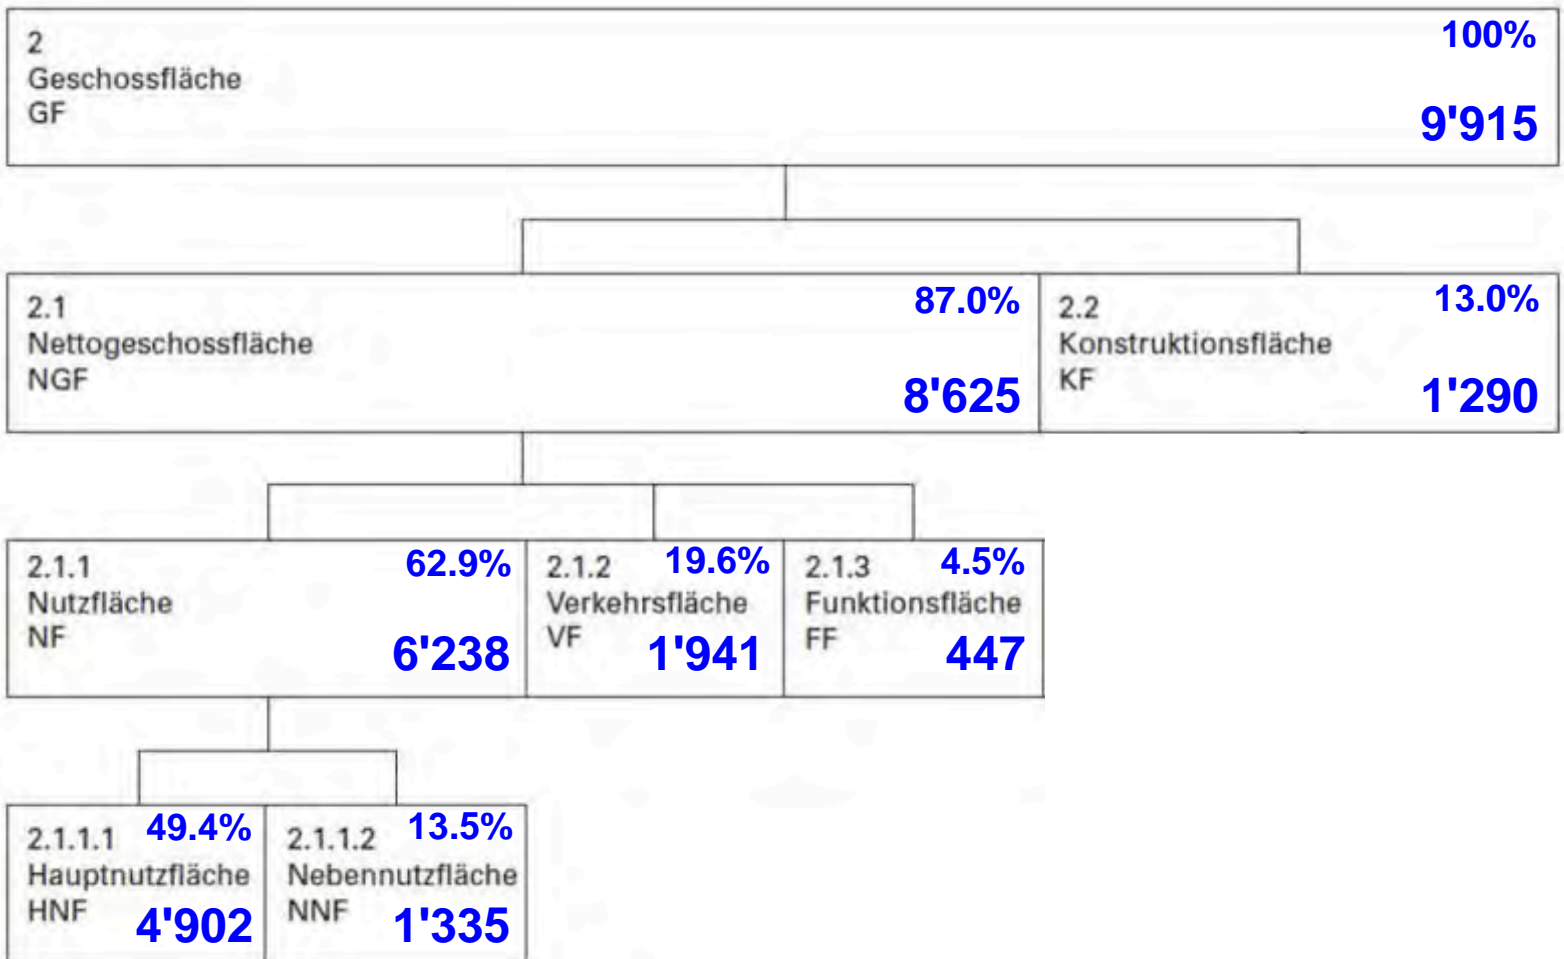 2
Geschossfläche
GF
100%
9'915
2.1
Nettogeschossfläche
NGF
87.0%
8'625
2.2
Konstruktionsfläche
KF
13.0%
1'290
2.1.1
Nutzfläche
NF
62.9%
6'238
2.1.2
Verkehrsfläche
VF
19.6%
1'941
2.1.3
Funktionsfläche
FF
4.5%
447
2.1.1.1
Hauptnutzfläche
HNF
49.4%
4'902
2.1.1.2
Nebennutzfläche
NNF
13.5%
1'335